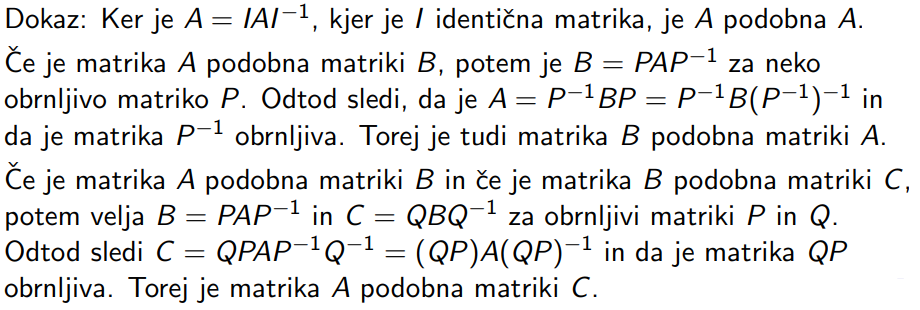 Dokaz: Ker je A = IAI⁻¹, kjer je I identična matrika, je A podobna A.
Če je matrika A podobna matriki B, potem je B = PAP⁻¹ za neko
obrnljivo matriko P. Odtod sledi, da je A = P⁻¹BP = P⁻¹B(P⁻¹)⁻¹ in
da je matrika P⁻¹ obrnljiva. Torej je tudi matrika B podobna matriki A.
Če je matrika A podobna matriki B in če je matrika B podobna matriki C,
potem velja B = PAP⁻¹ in C = QBQ⁻¹ za obrnljivi matriki P in Q.
Odtod sledi C = QPAP⁻¹Q⁻¹ = (QP)A(QP)⁻¹ in da je matrika QP
obrnljiva. Torej je matrika A podobna matriki C.